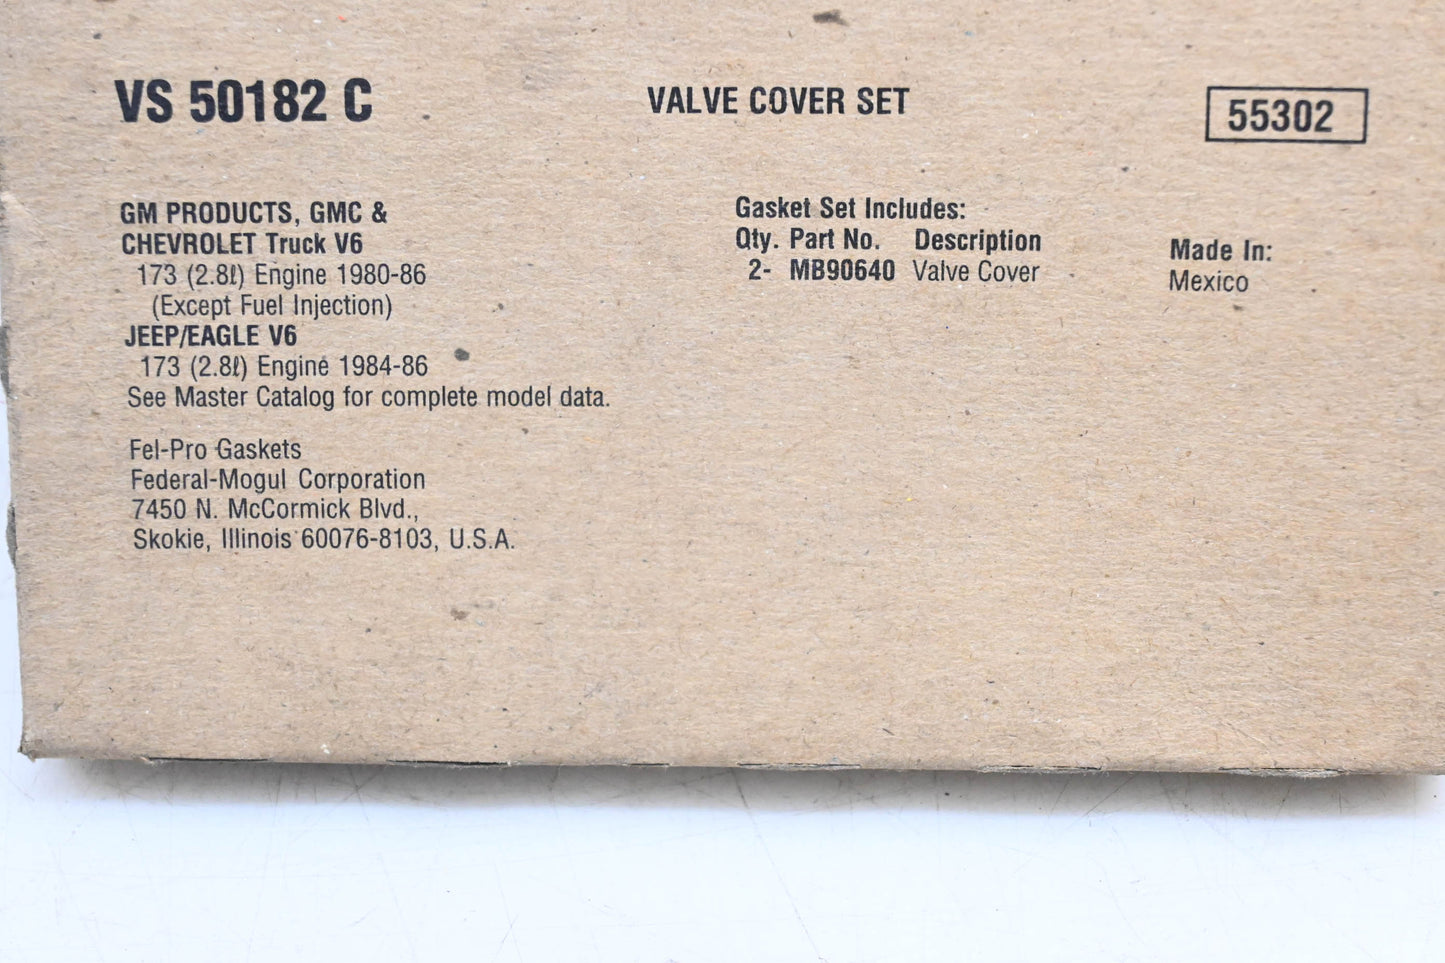 VS 50182 C
VALVE COVER SET
55302
GM PRODUCTS, GMC &
CHEVROLET Truck V6
173 (2.8ℓ) Engine 1980-86
(Except Fuel Injection)
JEEP/EAGLE V6
173 (2.8ℓ) Engine 1984-86
See Master Catalog for complete model data.
Fel-Pro Gaskets
Federal-Mogul Corporation
7450 N. McCormick Blvd.,
Skokie, Illinois 60076-8103, U.S.A.
Gasket Set Includes:
Qty. Part No. Description
2- MB90640 Valve Cover
Made In:
Mexico